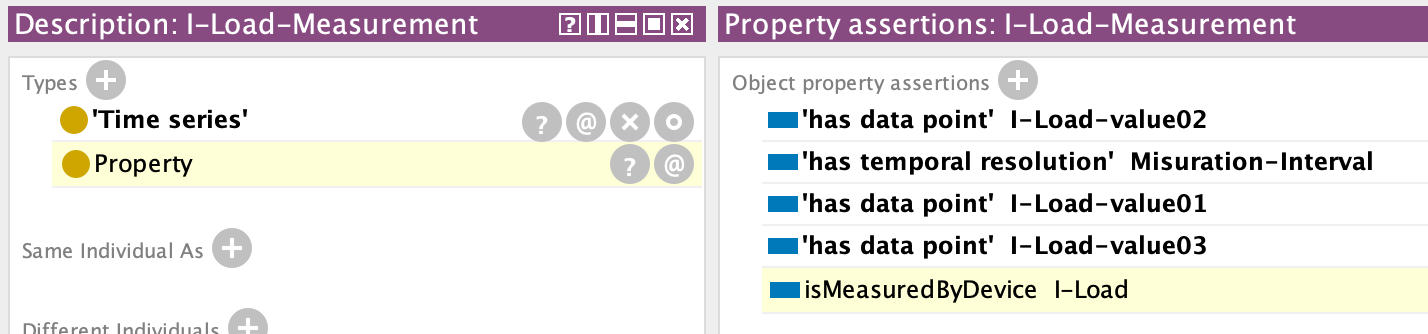 Description: I-Load-Measurement
Types
'Time series'
Property
Same Individual As
Different Individuals
Property assertions: I-Load-Measurement
Object property assertions
'has data point' I-Load-value02
'has temporal resolution' Misuration-Interval
'has data point' I-Load-value01
'has data point' I-Load-value03
isMeasuredByDevice I-Load